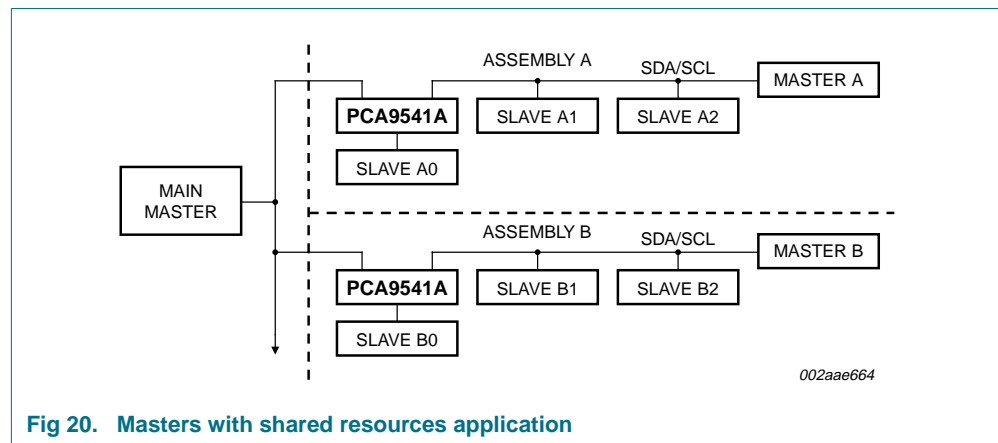 ASSEMBLY A
SDA/SCL
MASTER A
PCA9541A
SLAVE A1
SLAVE A2
SLAVE A0
MAIN
MASTER
ASSEMBLY B
SDA/SCL
MASTER B
PCA9541A
SLAVE B1
SLAVE B2
SLAVE B0
002aae664
Fig 20. Masters with shared resources application